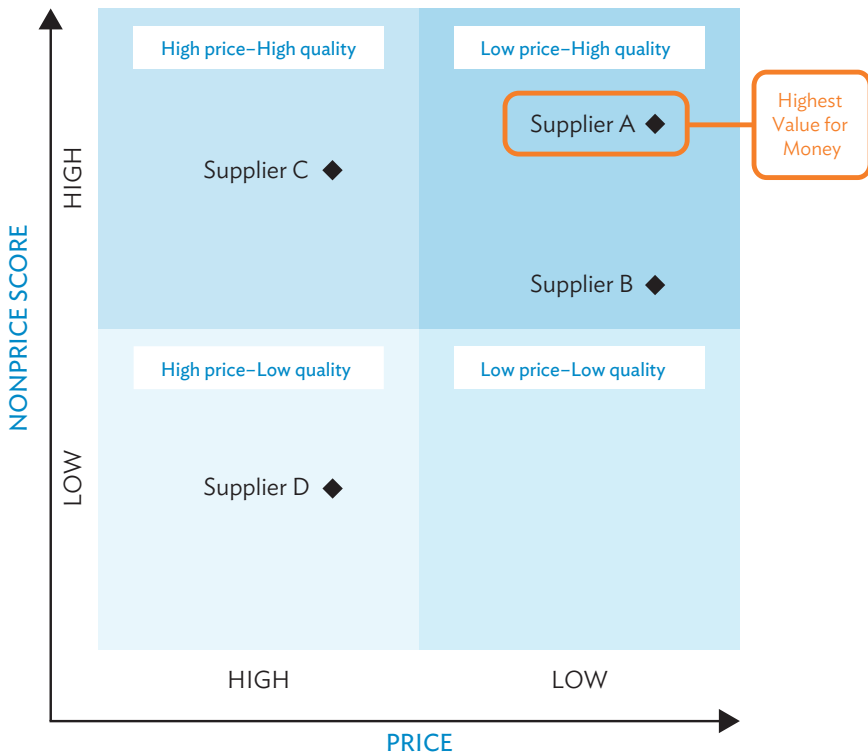 High price–High quality
Low price–High quality
Highest
Value for
Money
Supplier A
Supplier C
HIGH
Supplier B
NONPRICE SCORE
High price–Low quality
Low price–Low quality
LOW
Supplier D
HIGH
LOW
PRICE